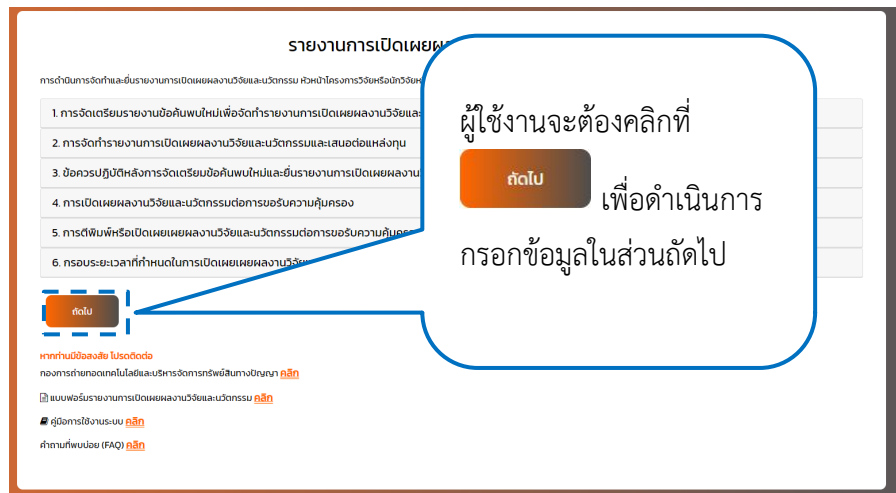 รายงานการเปิดเผยผล
การดำเนินการจัดทำและยื่นรายงานการเปิดเผยผลงานวิจัยและนวัตกรรม หัวหน้าโครงการวิจัยหรือนักวิจัย
1. การจัดเตรียมรายงานข้อค้นพบใหม่เพื่อจัดทำรายงานการเปิดเผยผลงานวิจัยและ
2. การจัดทำรายงานการเปิดเผยผลงานวิจัยและนวัตกรรมและเสนอต่อแหล่งทุน
3. ข้อควรปฏิบัติหลังการจัดเตรียมข้อค้นพบใหม่และยื่นรายงานการเปิดเผยผลงาน
4. การเปิดเผยผลงานวิจัยและนวัตกรรมต่อการขอรับความคุ้มครอง
5. การตีพิมพ์หรือเปิดเผยเผยผลงานวิจัยและนวัตกรรมต่อการขอรับความคุ้มครอง
6. กรอบระยะเวลาที่กำหนดในการเปิดเผยเผยผลงานวิจัย
ถัดไป
หากท่านมีข้อสงสัย โปรดติดต่อ
กองการถ่ายทอดเทคโนโลยีและบริหารจัดการทรัพย์สินทางปัญญา คลิก
แบบฟอร์มรายงานการเปิดเผยผลงานวิจัยและนวัตกรรม คลิก
คู่มือการใช้งานระบบ คลิก
คำถามที่พบบ่อย (FAQ) คลิก
ผู้ใช้งานจะต้องคลิกที่
ถัดไป เพื่อดำเนินการ
กรอกข้อมูลในส่วนถัดไป